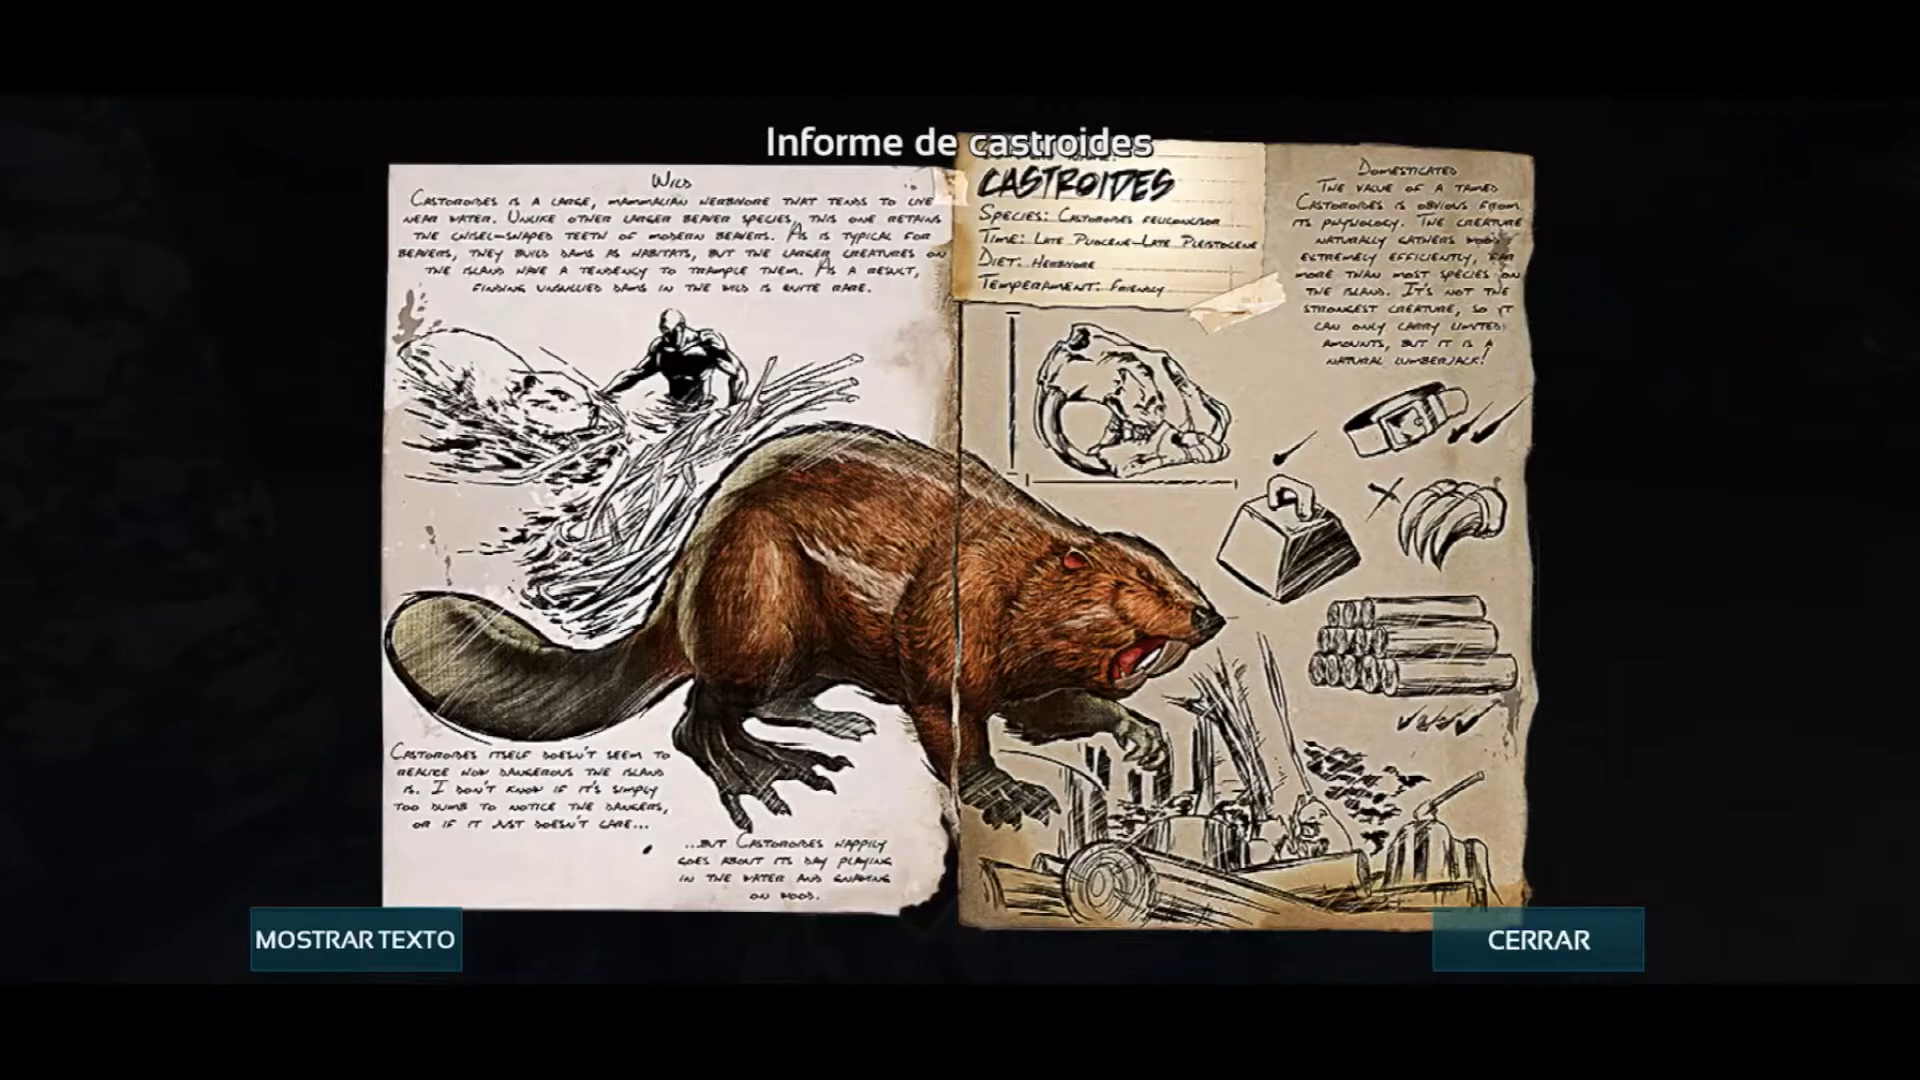 Informe de castroides
Wild
Castoroides is a large, mammalian herbivore that tends to live
near water. Unlike other larger beaver species, this one retains
the chisel-shaped teeth of modern beavers. As is typical for
beavers, they build dams as habitats, but the larger creatures on
the island have a tendency to trample them. As a result,
finding unsullied dams in the wild is quite rare.
Castoroides itself doesn't seem to
realize how dangerous the island
is. I don't know if it's simply
too dumb to notice the dangers,
or if it just doesn't care...
...but Castoroides happily
goes about its day playing
in the water and gnawing
on wood.
CASTROIDES
Species: Castoroides feliconcisor
Time: Late Pliocene-Late Pleistocene
Diet: Herbivore
Temperament: Friendly
Domesticated
The value of a tamed
Castoroides is obvious from
its physiology. The creature
naturally gathers wood
extremely efficiently, far
more than most species on
the island. It's not the
strongest creature, so it
can only carry limited
amounts, but it is a
natural lumberjack!
MOSTRAR TEXTO
CERRAR